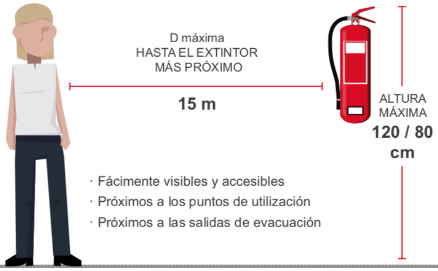 D máxima
HASTA EL EXTINTOR
MÁS PRÓXIMO
15 m
ALTURA
MÁXIMA
120 / 80
cm
· Fácimente visibles y accesibles
· Próximos a los puntos de utilización
· Próximos a las salidas de evacuación